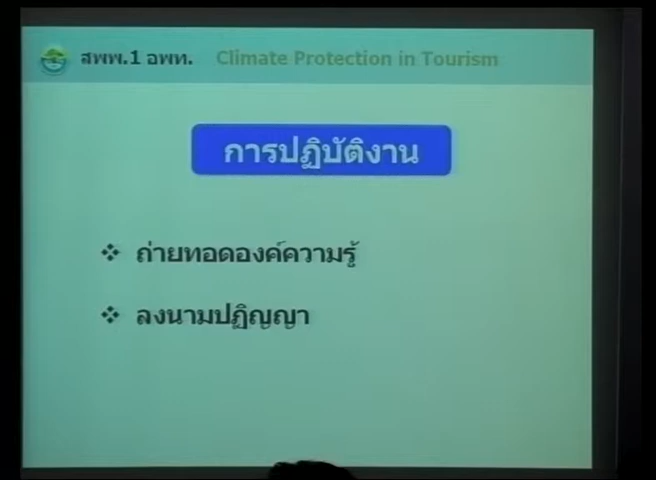 สพพ.1 อพท. Climate Protection in Tourism
การปฏิบัติงาน
❖ ถ่ายทอดองค์ความรู้
❖ ลงนามปฏิญญา